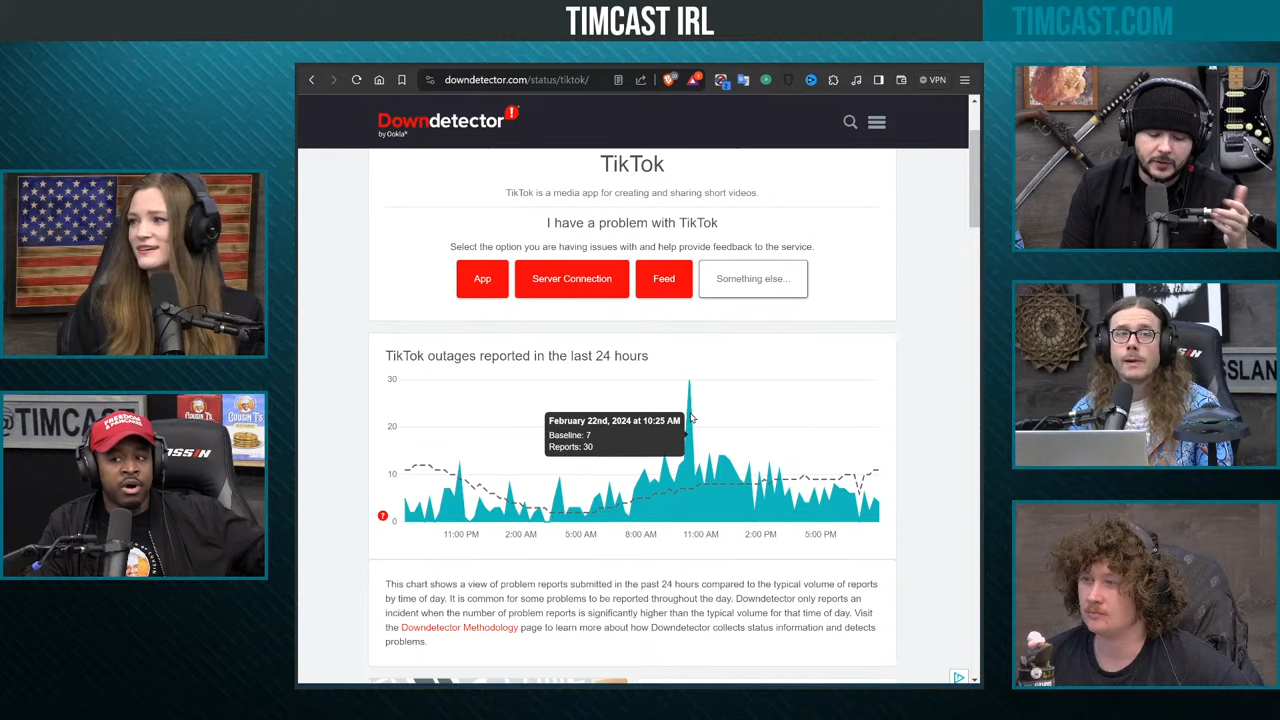 TIMCAST IRL
TIMCAST.COM
downdetector.com/status/tiktok/
VPN
Downdetector
by Ookla
TikTok
TikTok is a media app for creating and sharing short videos.
I have a problem with TikTok
Select the option you are having issues with and help provide feedback to the service.
App
Server Connection
Feed
Something else...
TikTok outages reported in the last 24 hours
30
20
10
0
February 22nd, 2024 at 10:25 AM
Baseline: 7
Reports: 30
11:00 PM 2:00 AM 5:00 AM 8:00 AM 11:00 AM 2:00 PM 5:00 PM
This chart shows a view of problem reports submitted in the past 24 hours compared to the typical volume of reports
by time of day. It is common for some problems to be reported throughout the day. Downdetector only reports an
incident when the number of problem reports is significantly higher than the typical volume for that time of day. Visit
the Downdetector Methodology page to learn more about how Downdetector collects status information and detects
problems.
@TIMCAST
COUSIN T'S
COUSIN T'S
FREEDOM